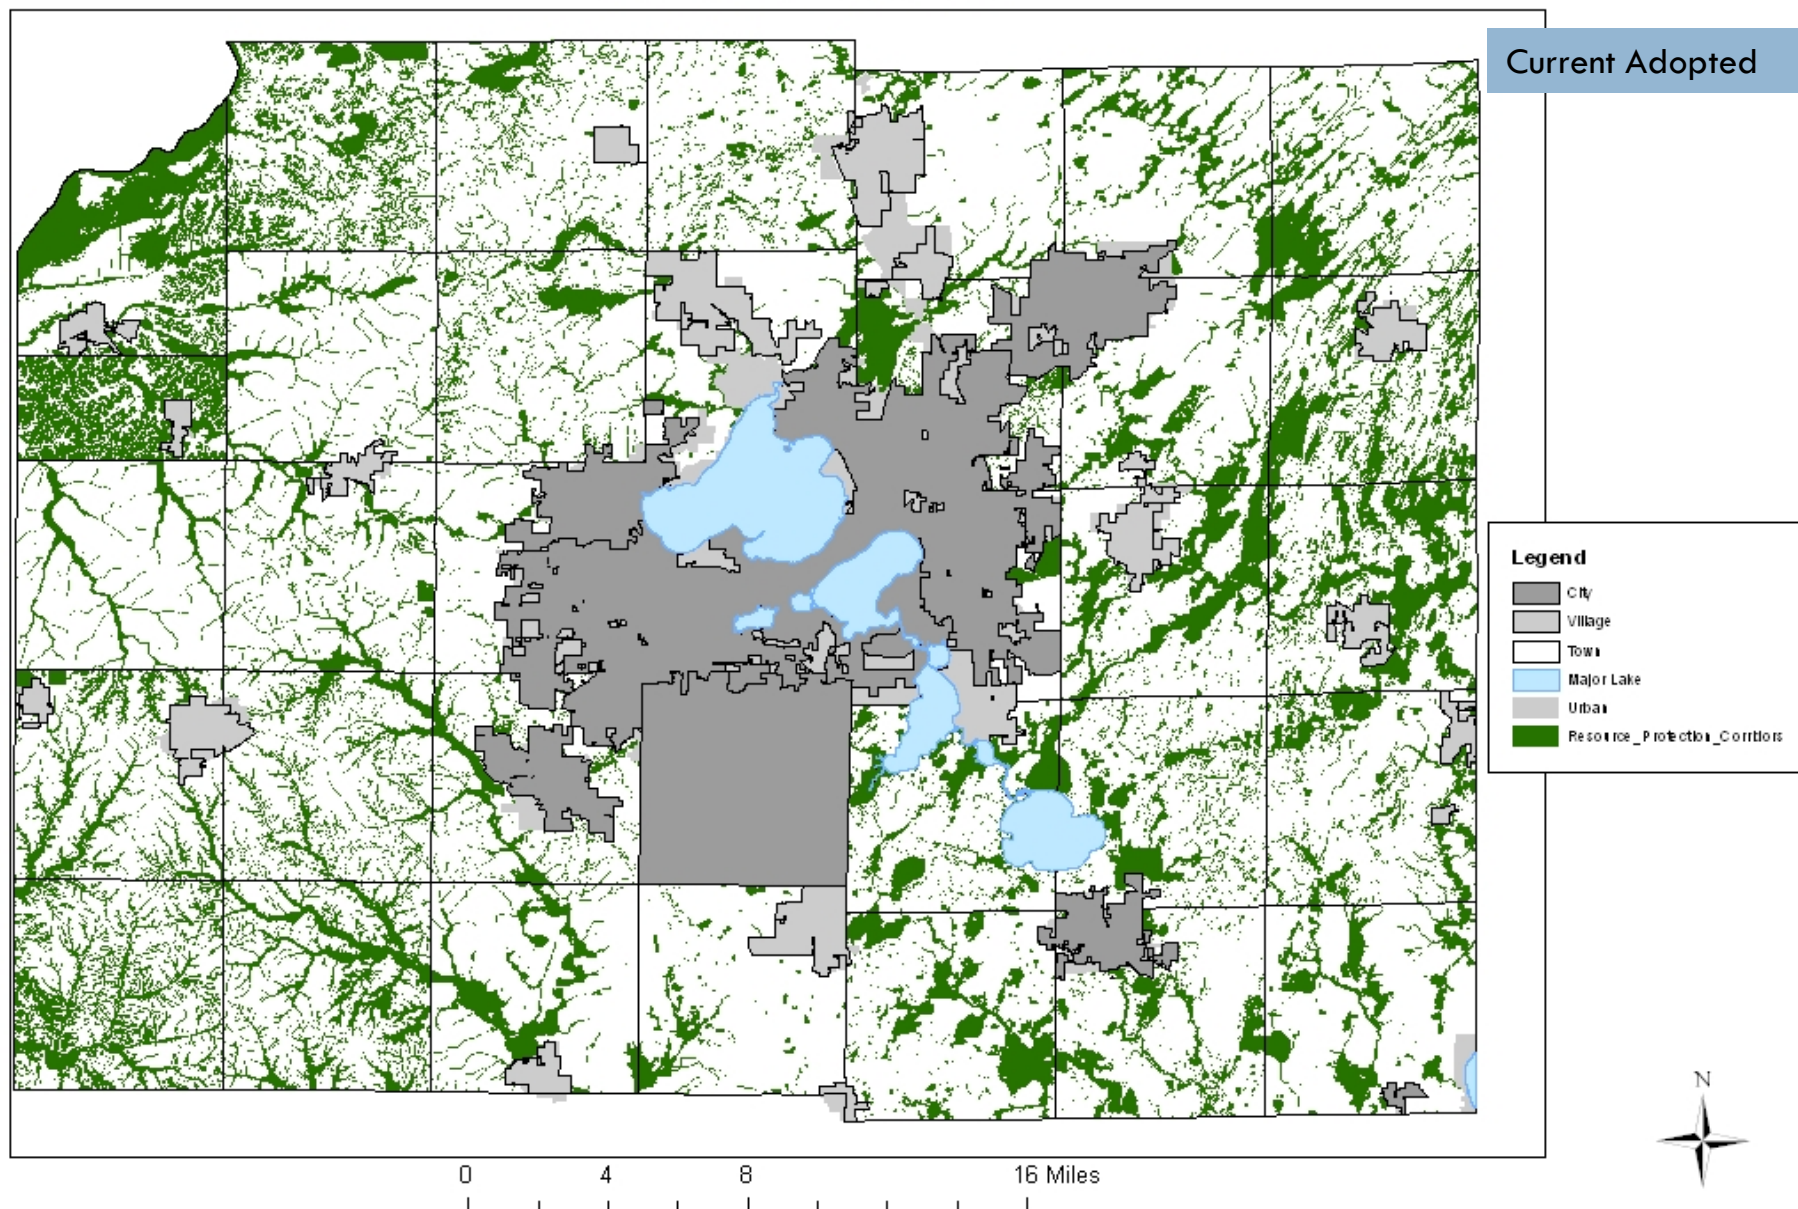 Current Adopted
Legend
City
Village
Town
Major Lake
Urban
Resource_Protection_Corridors
N
0 4 8 16 Miles